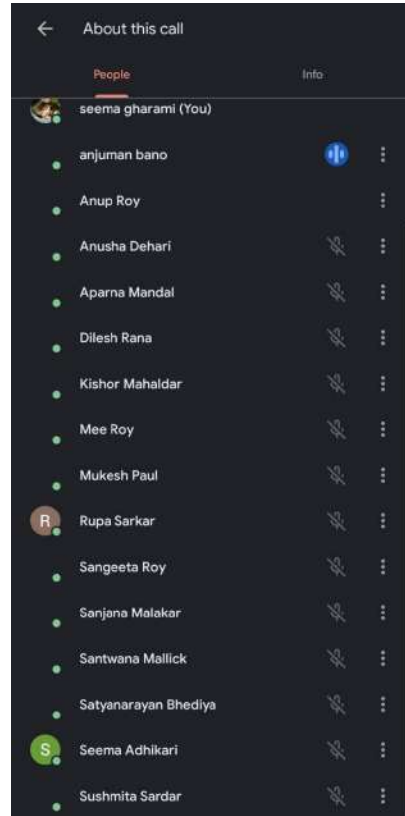 About this call
People Info
seema gharami (You)
anjuman bano
Anup Roy
Anusha Dehari
Aparna Mandal
Dilesh Rana
Kishor Mahaldar
Mee Roy
Mukesh Paul
R Rupa Sarkar
Sangeeta Roy
Sanjana Malakar
Santwana Mallick
Satyanarayan Bhediya
S Seema Adhikari
Sushmita Sardar